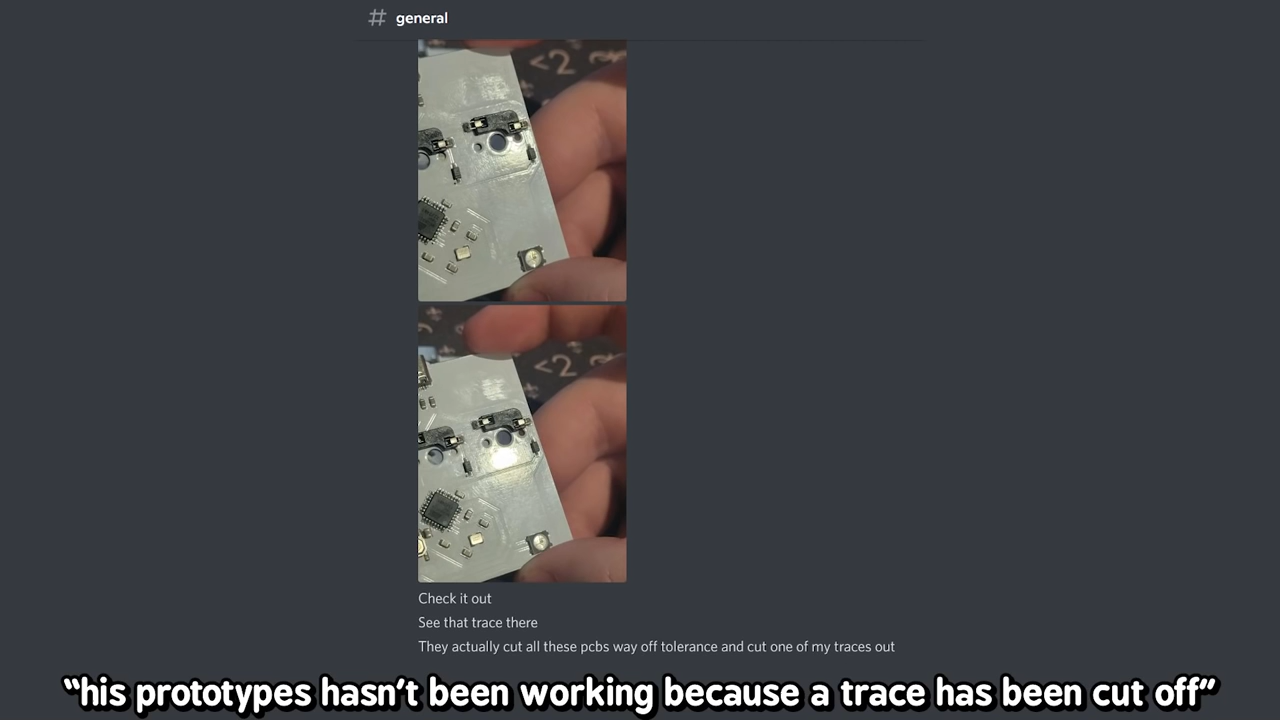 # general
<2
<2
Check it out
See that trace there
They actually cut all these pcbs way off tolerance and cut one of my traces out
“his prototypes hasn’t been working because a trace has been cut off”